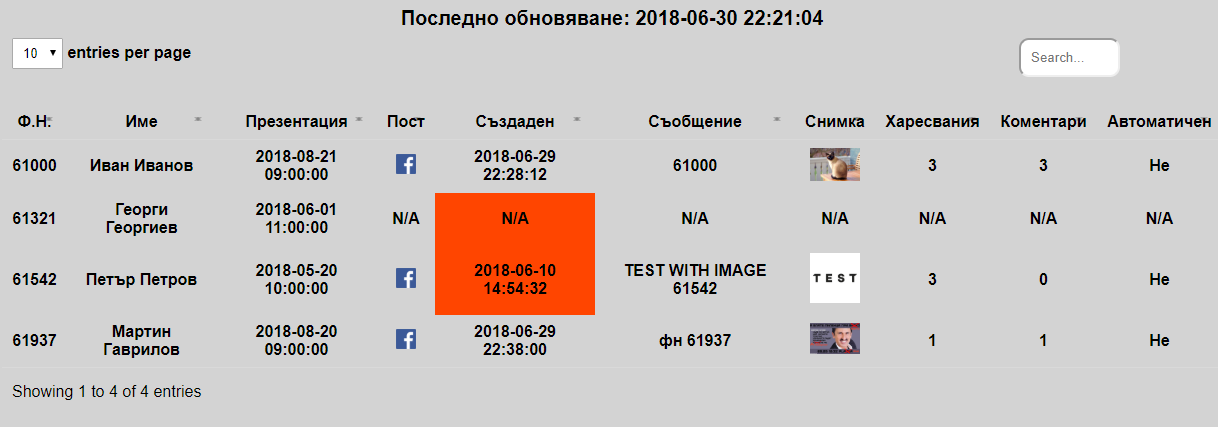 Последно обновяване: 2018-06-30 22:21:04
10 entries per page
Search...
Ф.Н. Име Презентация Пост Създаден Съобщение Снимка Харесвания Коментари Автоматичен
61000 Иван Иванов 2018-08-21 09:00:00 2018-06-29 22:28:12 61000 3 3 Не
61321 Георги Георгиев 2018-06-01 11:00:00 N/A N/A N/A N/A N/A N/A N/A
61542 Петър Петров 2018-05-20 10:00:00 2018-06-10 14:54:32 TEST WITH IMAGE 61542 TEST 3 0 Не
61937 Мартин Гаврилов 2018-08-20 09:00:00 2018-06-29 22:38:00 фн 61937 1 1 Не
Showing 1 to 4 of 4 entries